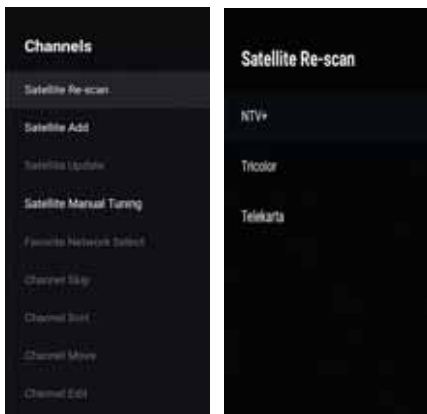 Channels
Satellite Re-scan
Satellite Add
Satellite Update
Satellite Manual Tuning
Favorite Network Select
Channel Skip
Channel Sort
Channel Move
Channel Edit
Satellite Re-scan
NTV+
Tricolor
Telekarta